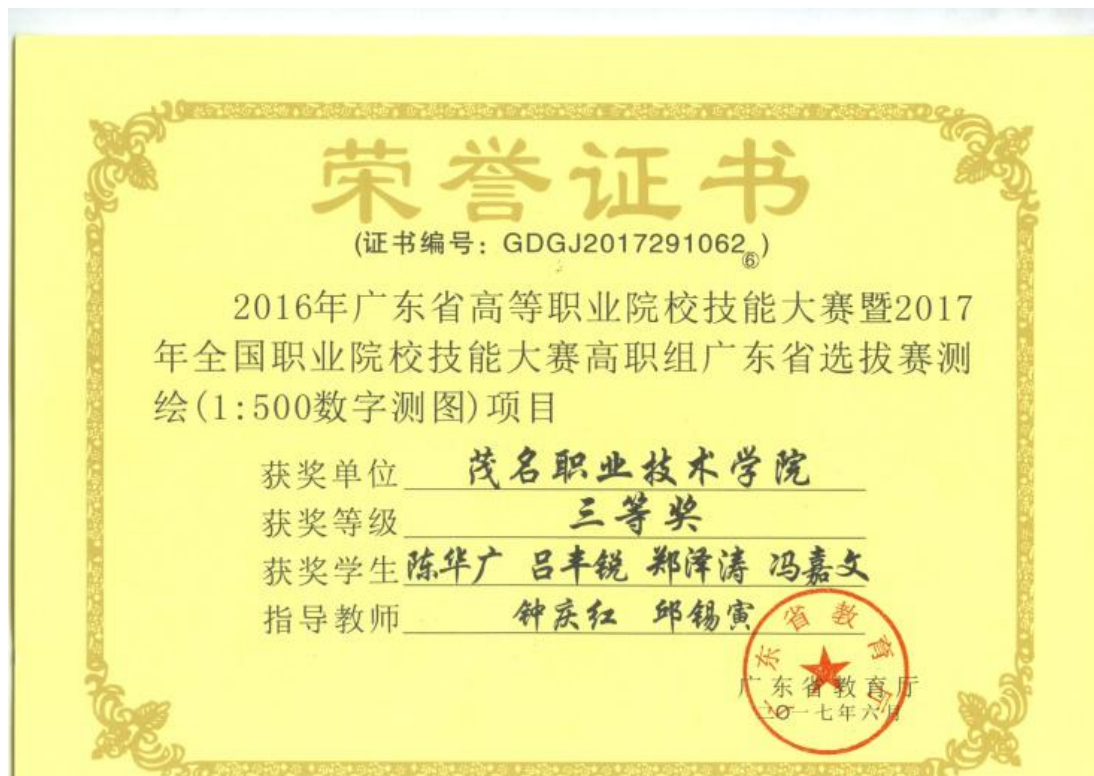 荣誉证书
(证书编号：GDGJ2017291062⑥)
2016年广东省高等职业院校技能大赛暨2017
年全国职业院校技能大赛高职组广东省选拔赛测
绘(1:500数字测图)项目
获奖单位 茂名职业技术学院
获奖等级 三等奖
获奖学生 陈华广 吕丰锐 郑泽涛 冯嘉文
指导教师 钟庆红 邱锡寅
广东省教育厅
广东省教育厅
二〇一七年六月